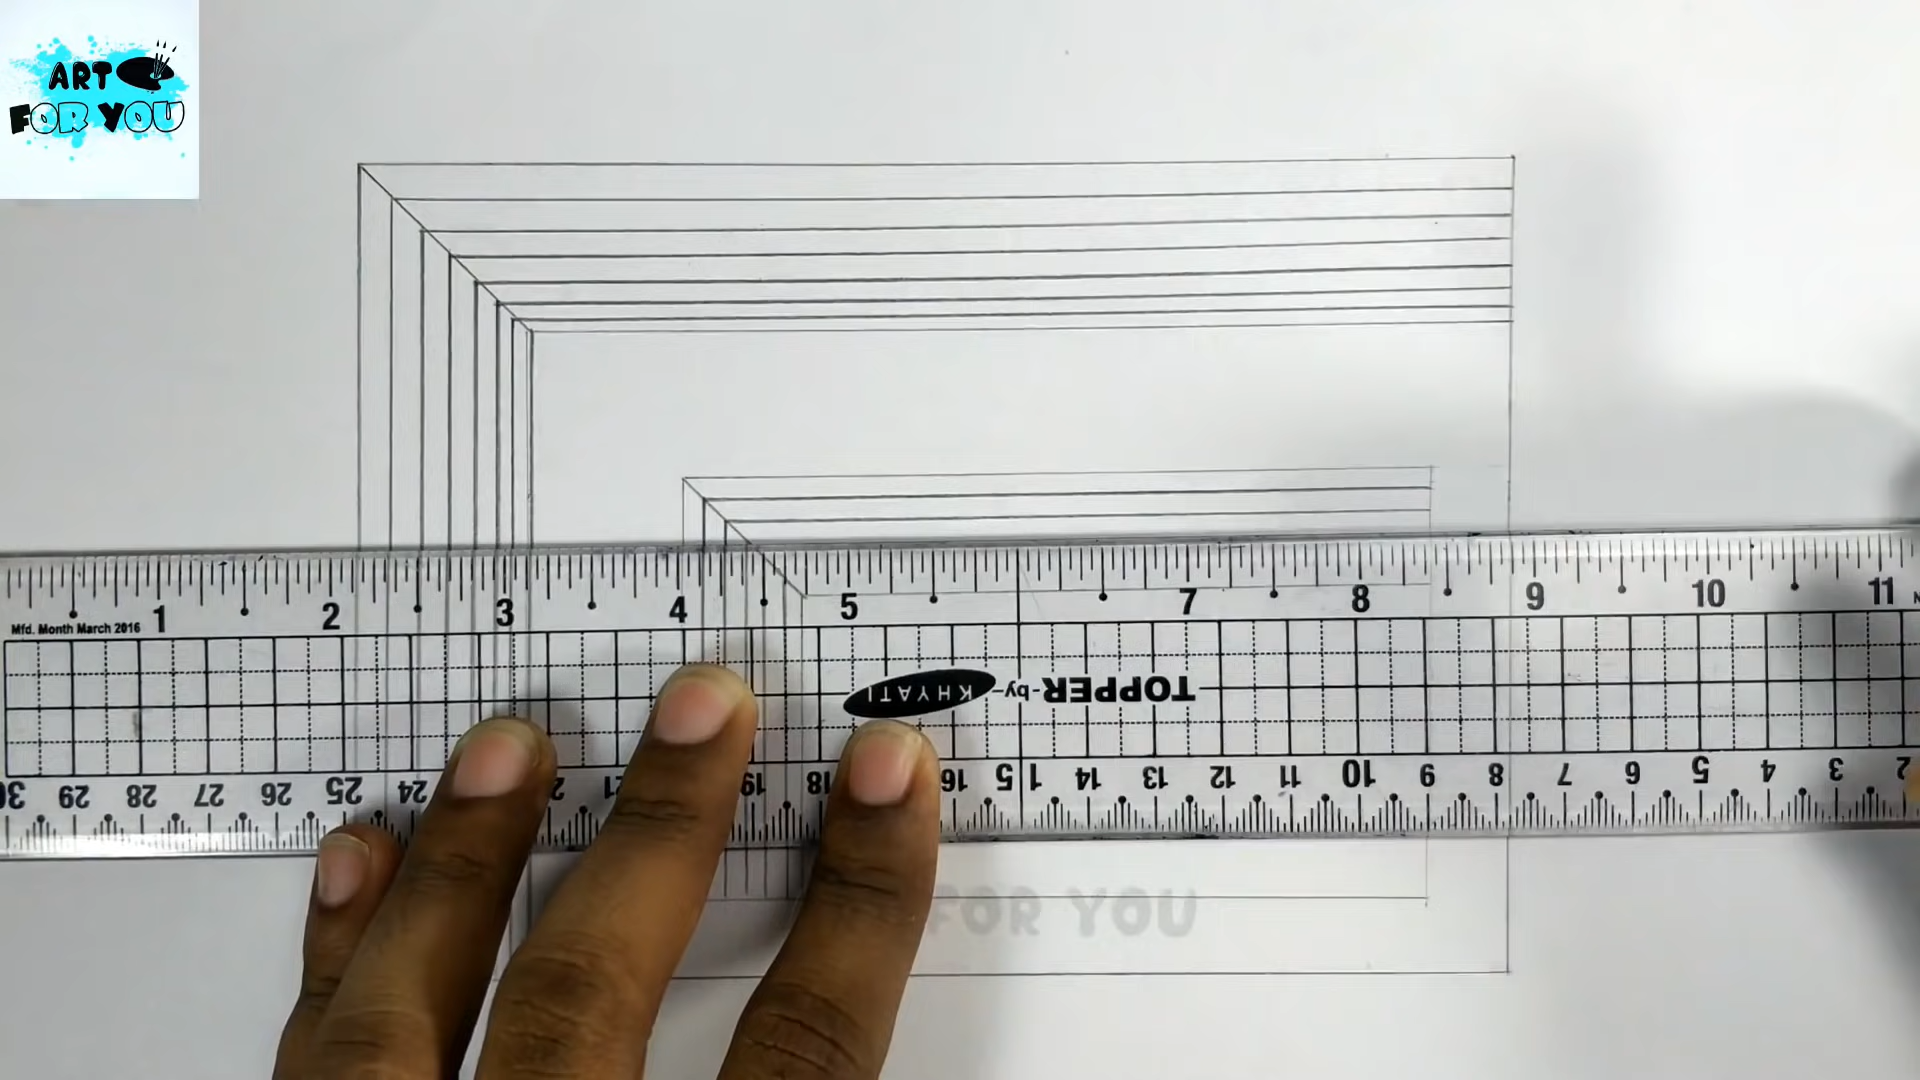 ART
FOR YOU
1 2 3 4 5 7 8 9 10 11
Mfd. Month March 2016
KHYATI -by- TOPPER
30 29 28 27 26 25 24 19 18 16 15 14 13 12 11 10 9 8 7 6 5 4 3 2
FOR YOU